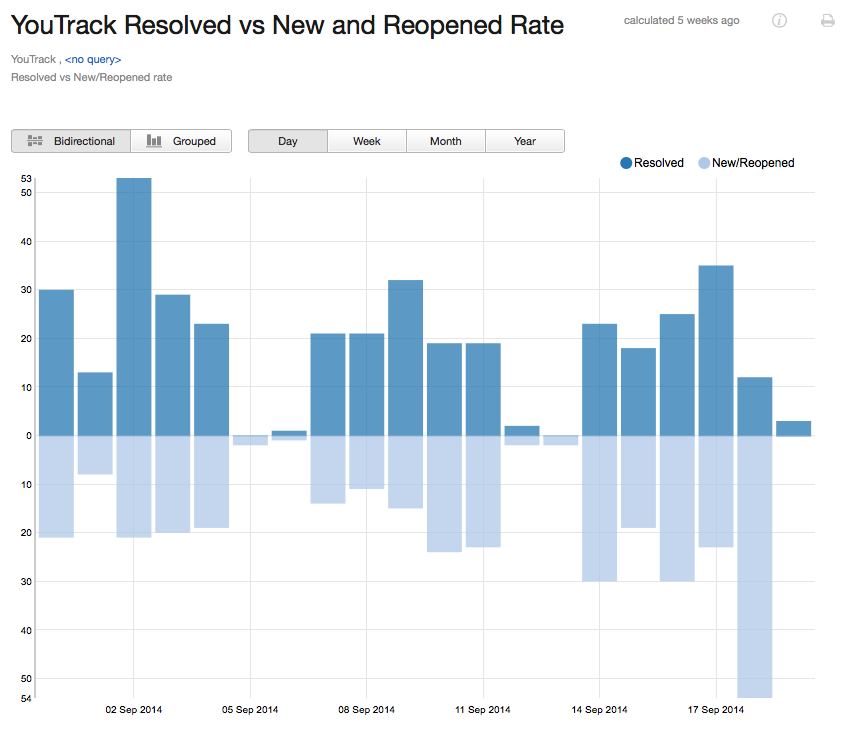 YouTrack Resolved vs New and Reopened Rate
calculated 5 weeks ago
YouTrack , <no query>
Resolved vs New/Reopened rate
Bidirectional Grouped Day Week Month Year
Resolved New/Reopened
53
50
40
30
20
10
0
10
20
30
40
50
54
02 Sep 2014 05 Sep 2014 08 Sep 2014 11 Sep 2014 14 Sep 2014 17 Sep 2014